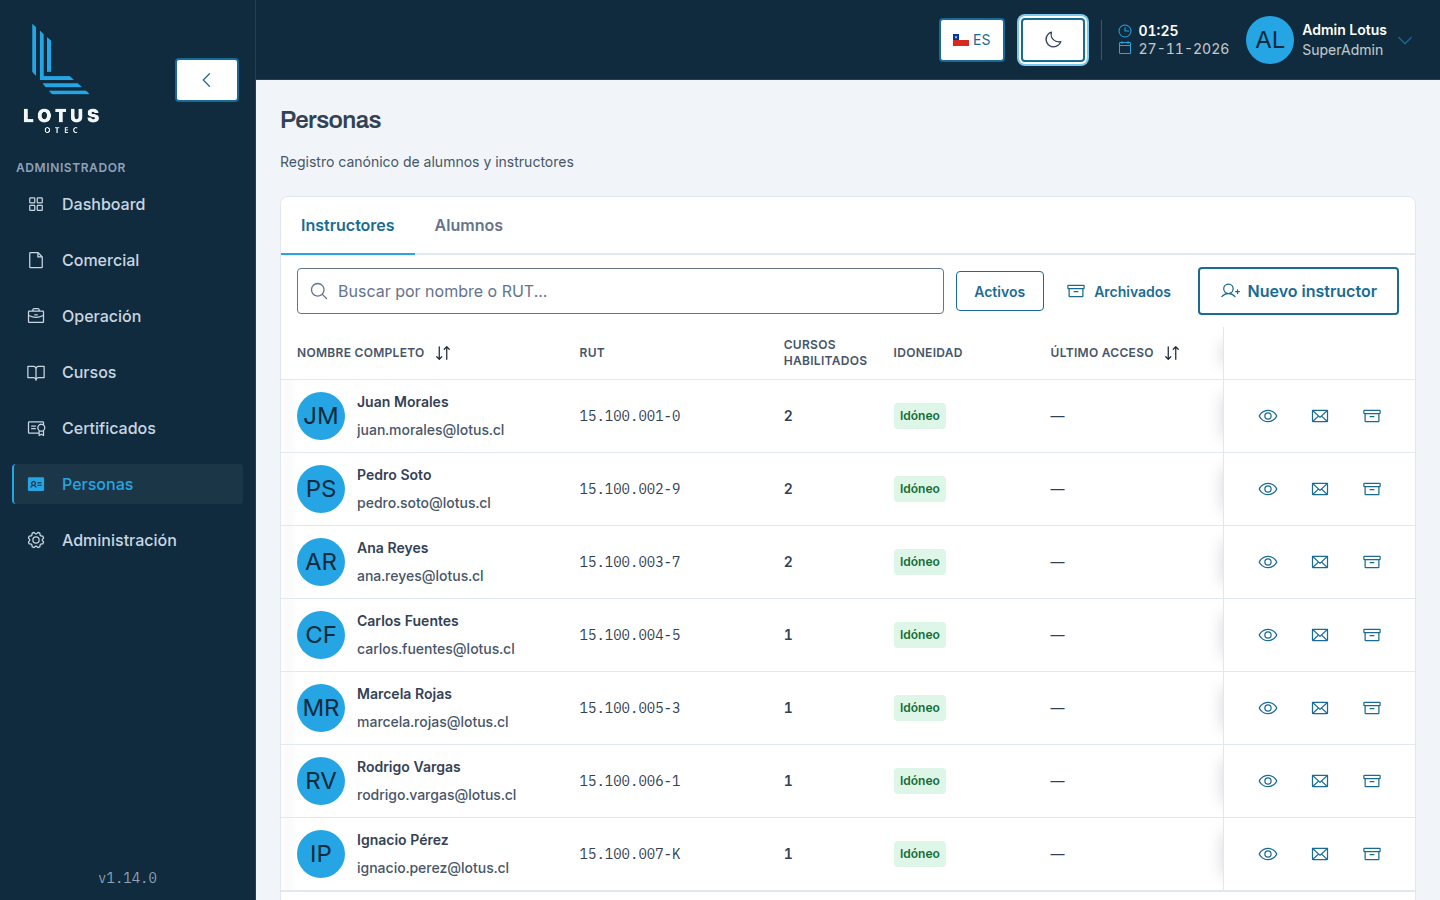 LOTUS
OTEC
ADMINISTRADOR
Dashboard
Comercial
Operación
Cursos
Certificados
Personas
Administración
v1.14.0
ES
01:25
27-11-2026
AL
Admin Lotus
SuperAdmin
Personas
Registro canónico de alumnos y instructores
Instructores Alumnos
Buscar por nombre o RUT...
Activos
Archivados
Nuevo instructor
NOMBRE COMPLETO RUT CURSOS HABILITADOS IDONEIDAD ÚLTIMO ACCESO
JM Juan Morales
juan.morales@lotus.cl
15.100.001-0 2 Idóneo —
PS Pedro Soto
pedro.soto@lotus.cl
15.100.002-9 2 Idóneo —
AR Ana Reyes
ana.reyes@lotus.cl
15.100.003-7 2 Idóneo —
CF Carlos Fuentes
carlos.fuentes@lotus.cl
15.100.004-5 1 Idóneo —
MR Marcela Rojas
marcela.rojas@lotus.cl
15.100.005-3 1 Idóneo —
RV Rodrigo Vargas
rodrigo.vargas@lotus.cl
15.100.006-1 1 Idóneo —
IP Ignacio Pérez
ignacio.perez@lotus.cl
15.100.007-K 1 Idóneo —